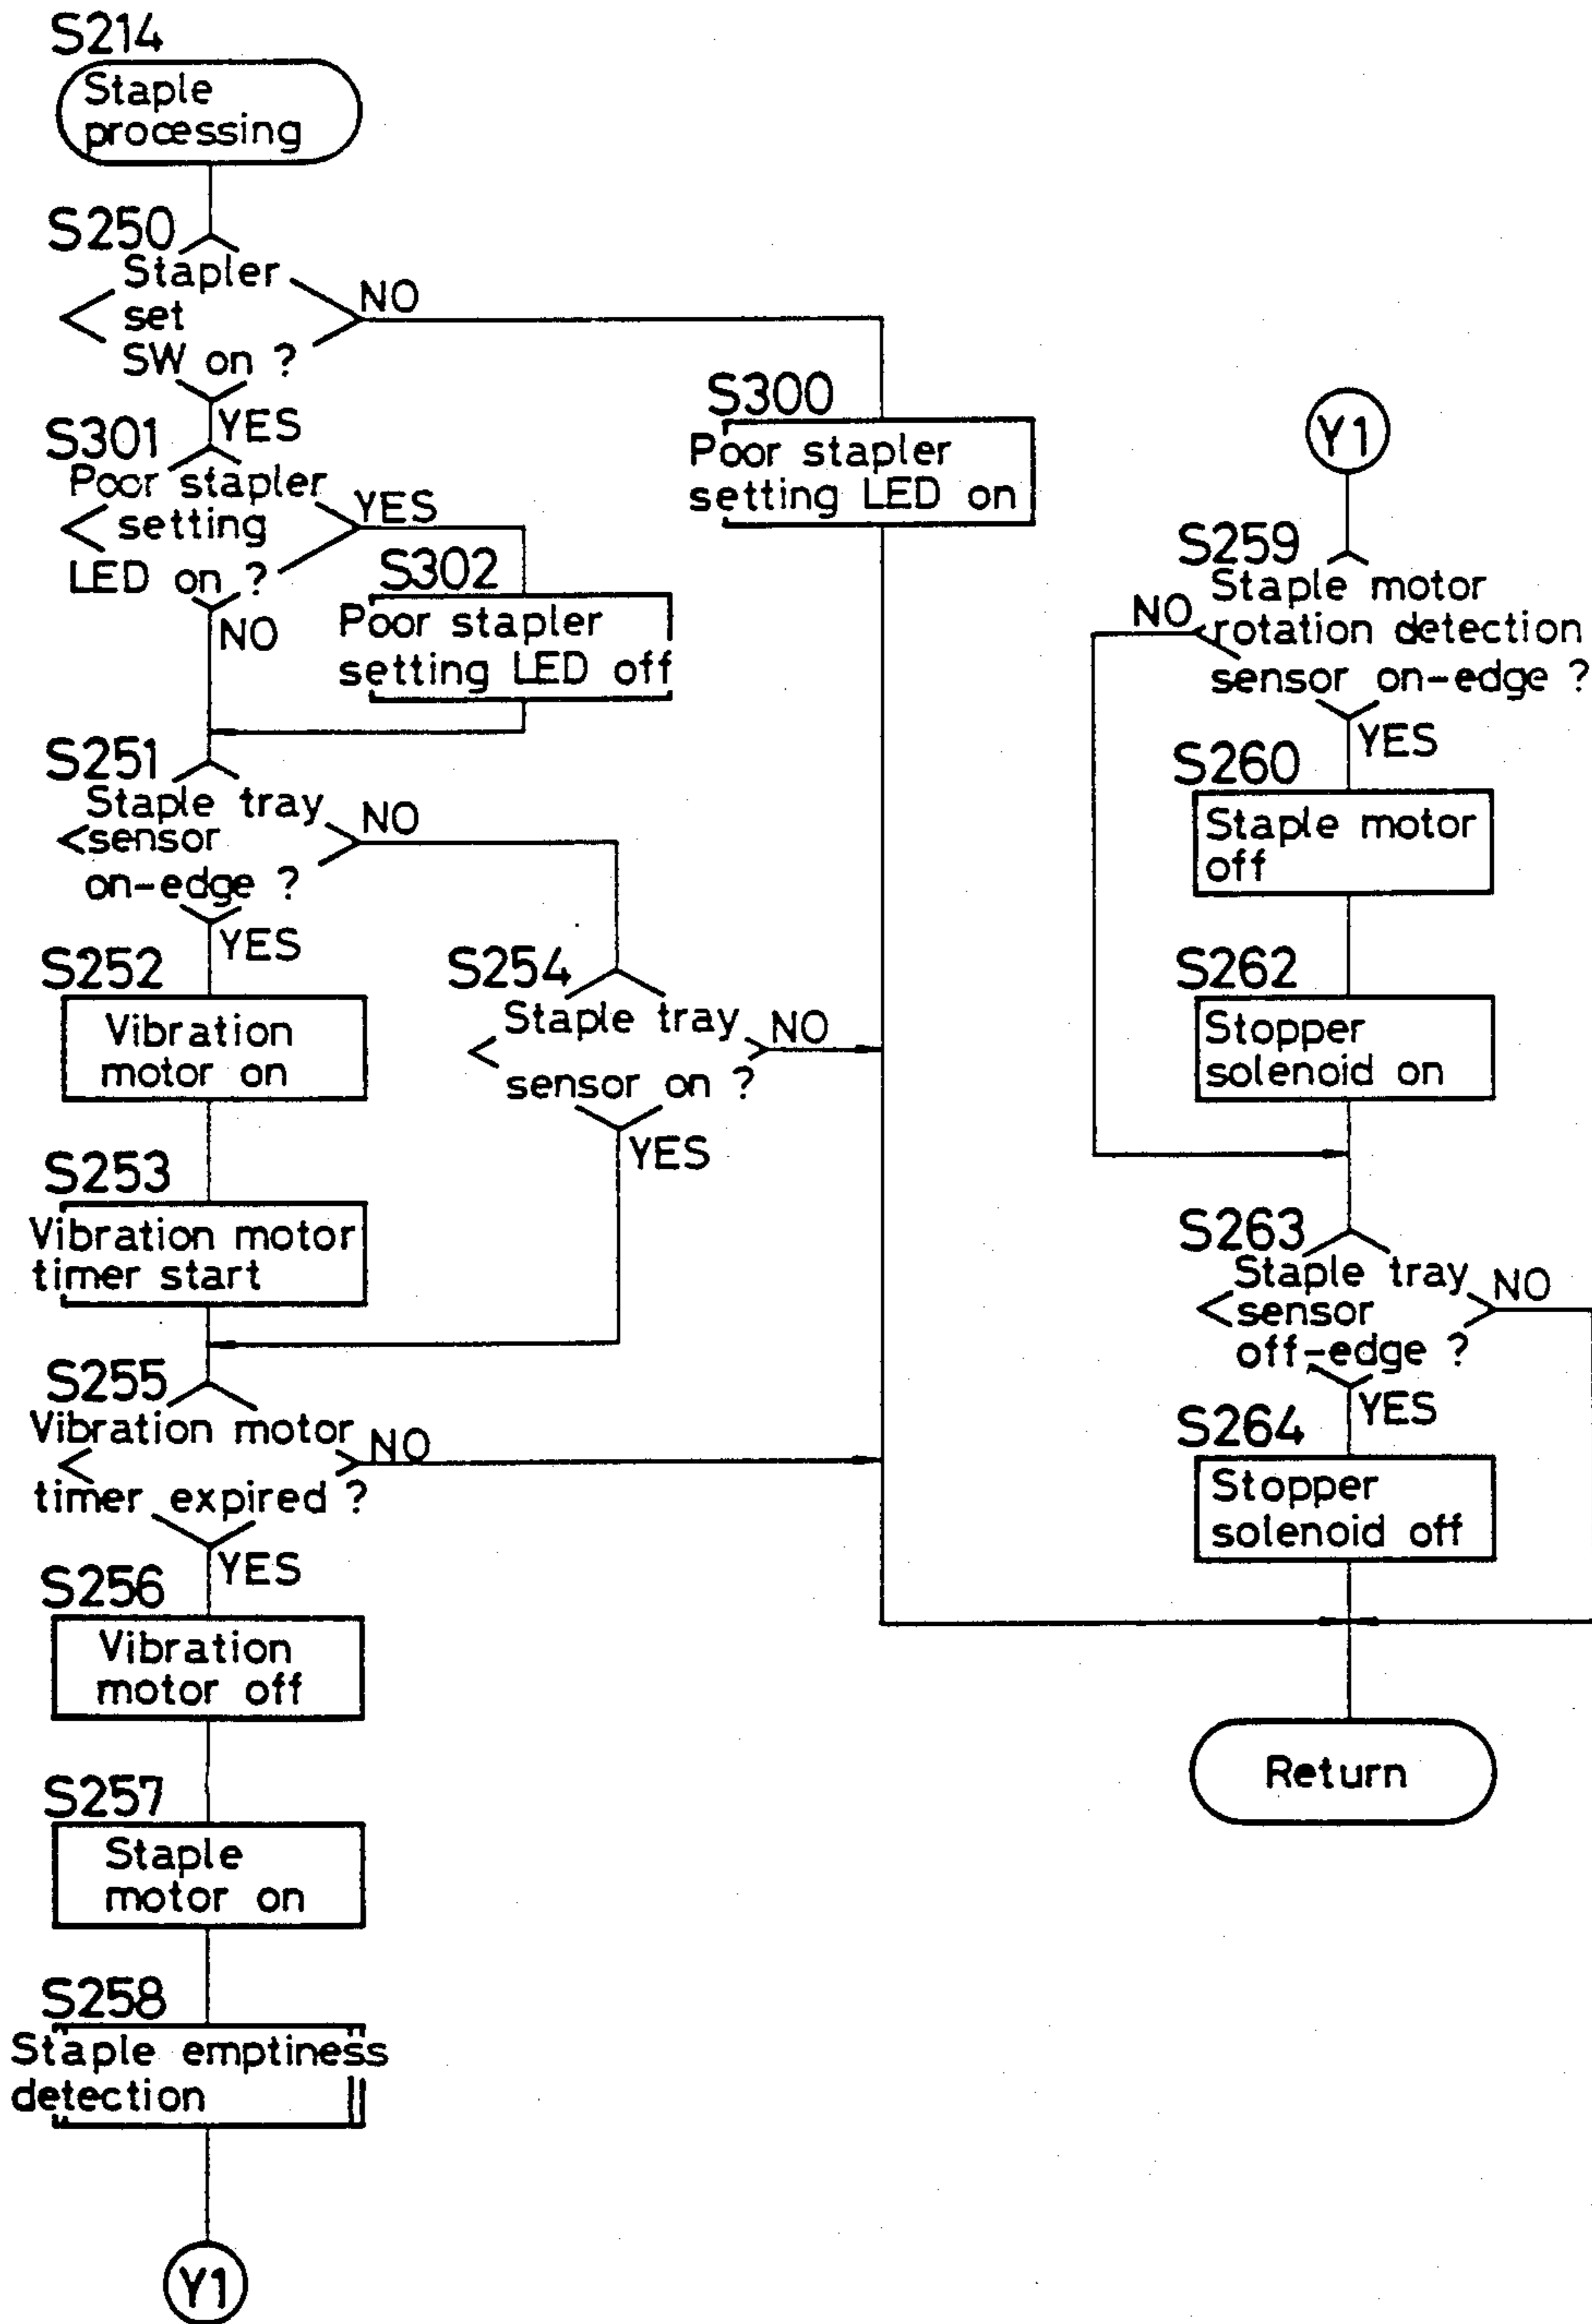 S214
Staple
processing
S250
Stapler
set
SW on ?
NO
YES
S301
Poor stapler
setting
LED on ?
YES
NO
S302
Poor stapler
setting LED off
S300
Poor stapler
setting LED on
S251
Staple tray
sensor
on-edge ?
NO
YES
S252
Vibration
motor on
S254
Staple tray
sensor on ?
NO
YES
S253
Vibration motor
timer start
S255
Vibration motor
timer expired ?
NO
YES
S256
Vibration
motor off
S257
Staple
motor on
S258
Staple emptiness
detection
Y1
Y1
S259
Staple motor
rotation detection
sensor on-edge ?
NO
YES
S260
Staple motor
off
S262
Stopper
solenoid on
S263
Staple tray
sensor
off-edge ?
NO
YES
S264
Stopper
solenoid off
Return